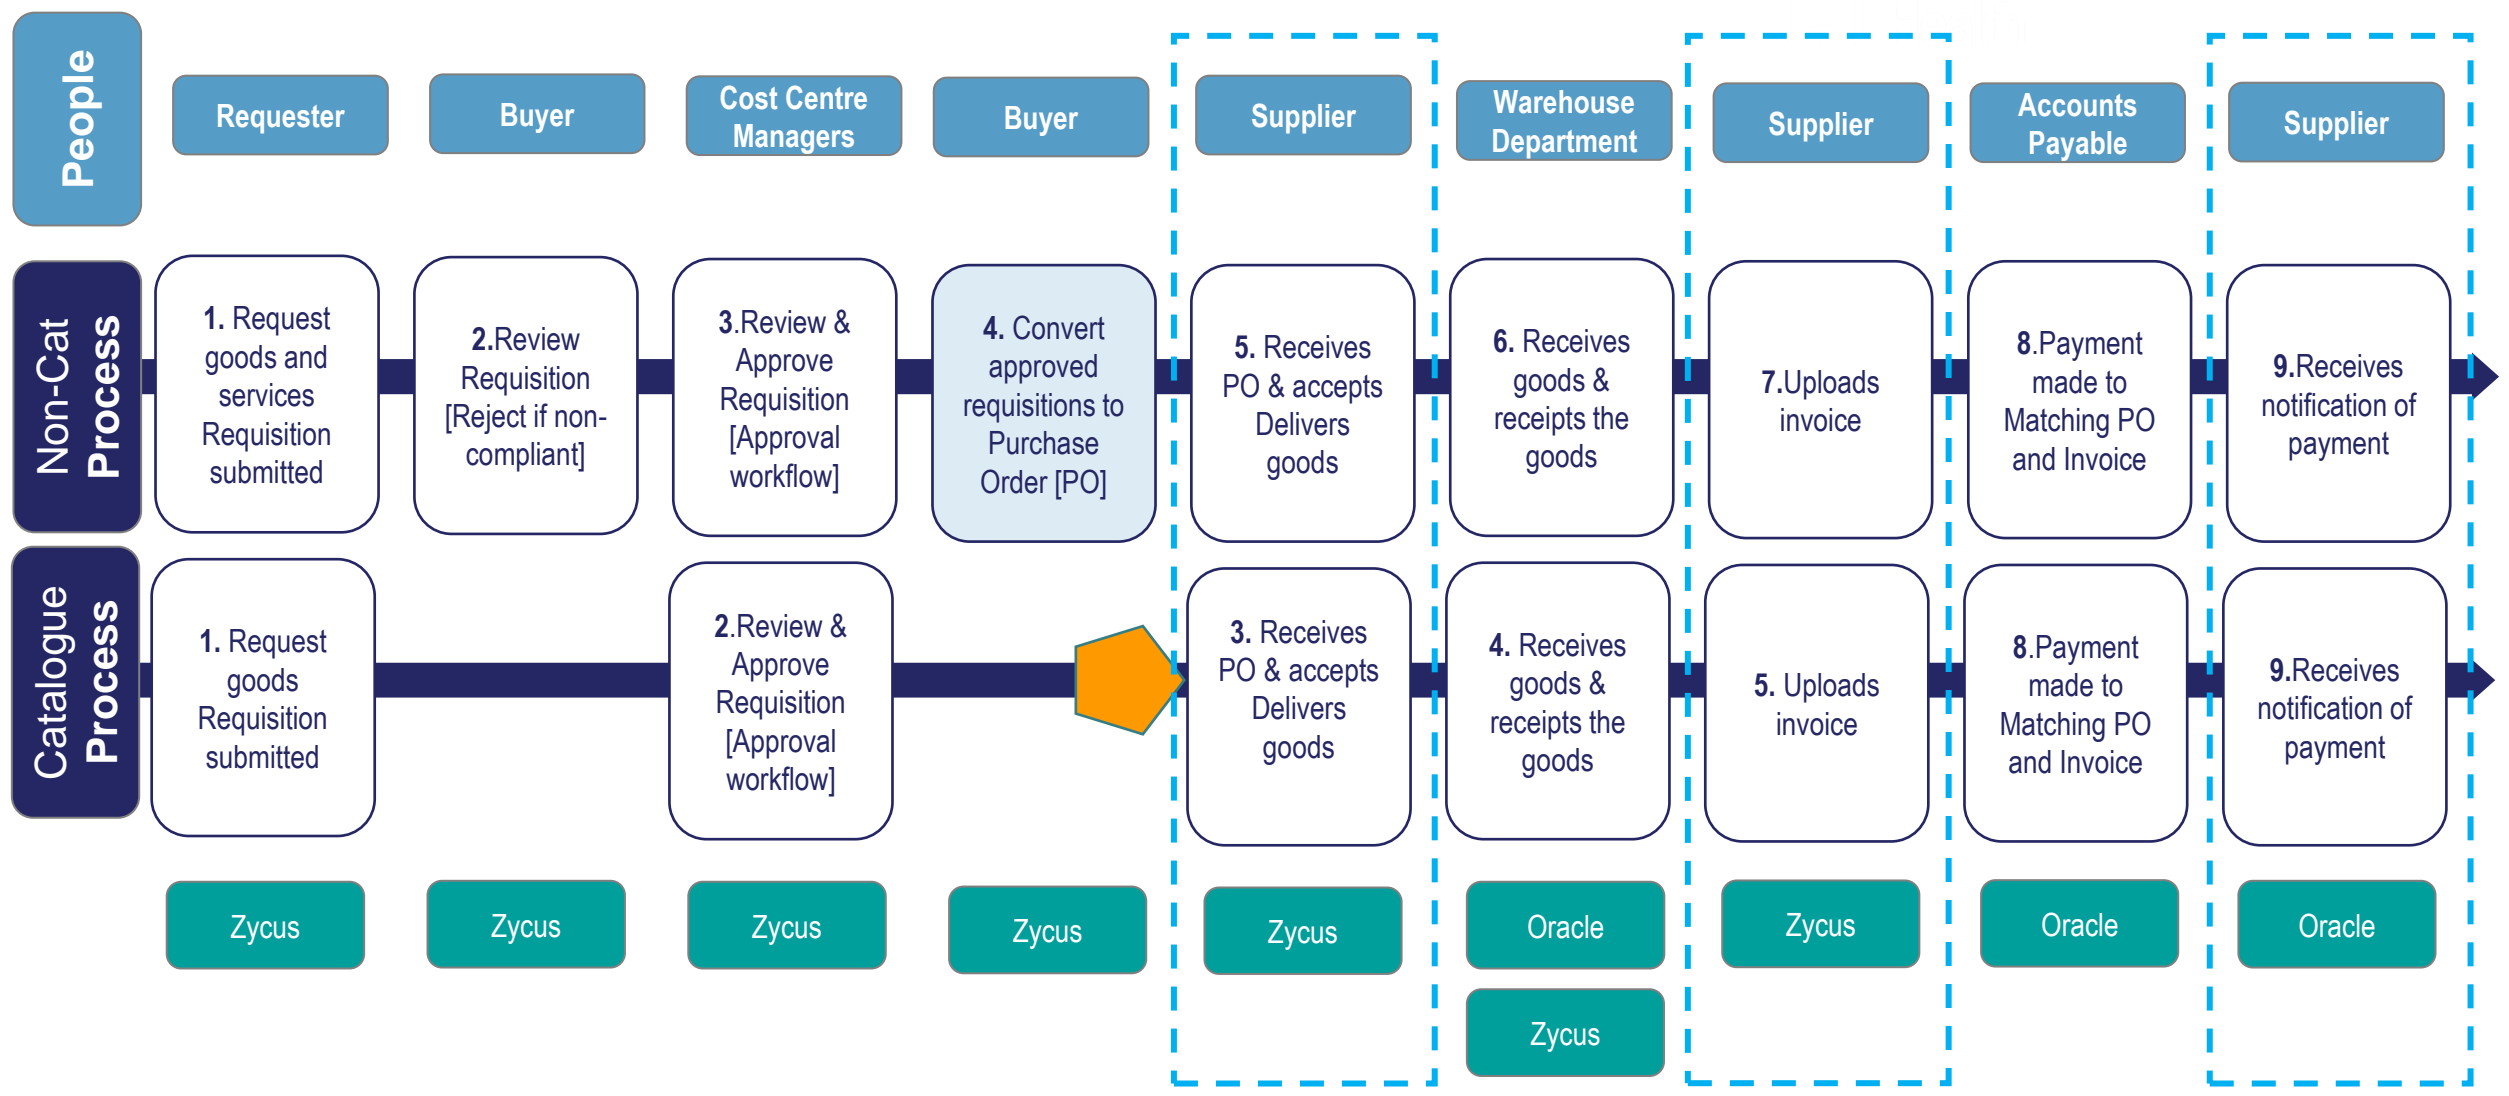 People
Requester
Buyer
Cost Centre
Managers
Buyer
Supplier
Warehouse
Department
Supplier
Accounts
Payable
Supplier
Non-Cat
Process
1. Request
goods and
services
Requisition
submitted
2.Review
Requisition
[Reject if non-
compliant]
3.Review &
Approve
Requisition
[Approval
workflow]
4. Convert
approved
requisitions to
Purchase
Order [PO]
5. Receives
PO & accepts
Delivers
goods
6. Receives
goods &
receipts the
goods
7.Uploads
invoice
8.Payment
made to
Matching PO
and Invoice
9.Receives
notification of
payment
Catalogue
Process
1. Request
goods
Requisition
submitted
2.Review &
Approve
Requisition
[Approval
workflow]
3. Receives
PO & accepts
Delivers
goods
4. Receives
goods &
receipts the
goods
5. Uploads
invoice
8.Payment
made to
Matching PO
and Invoice
9.Receives
notification of
payment
Zycus
Zycus
Zycus
Zycus
Zycus
Oracle
Zycus
Oracle
Oracle
Zycus